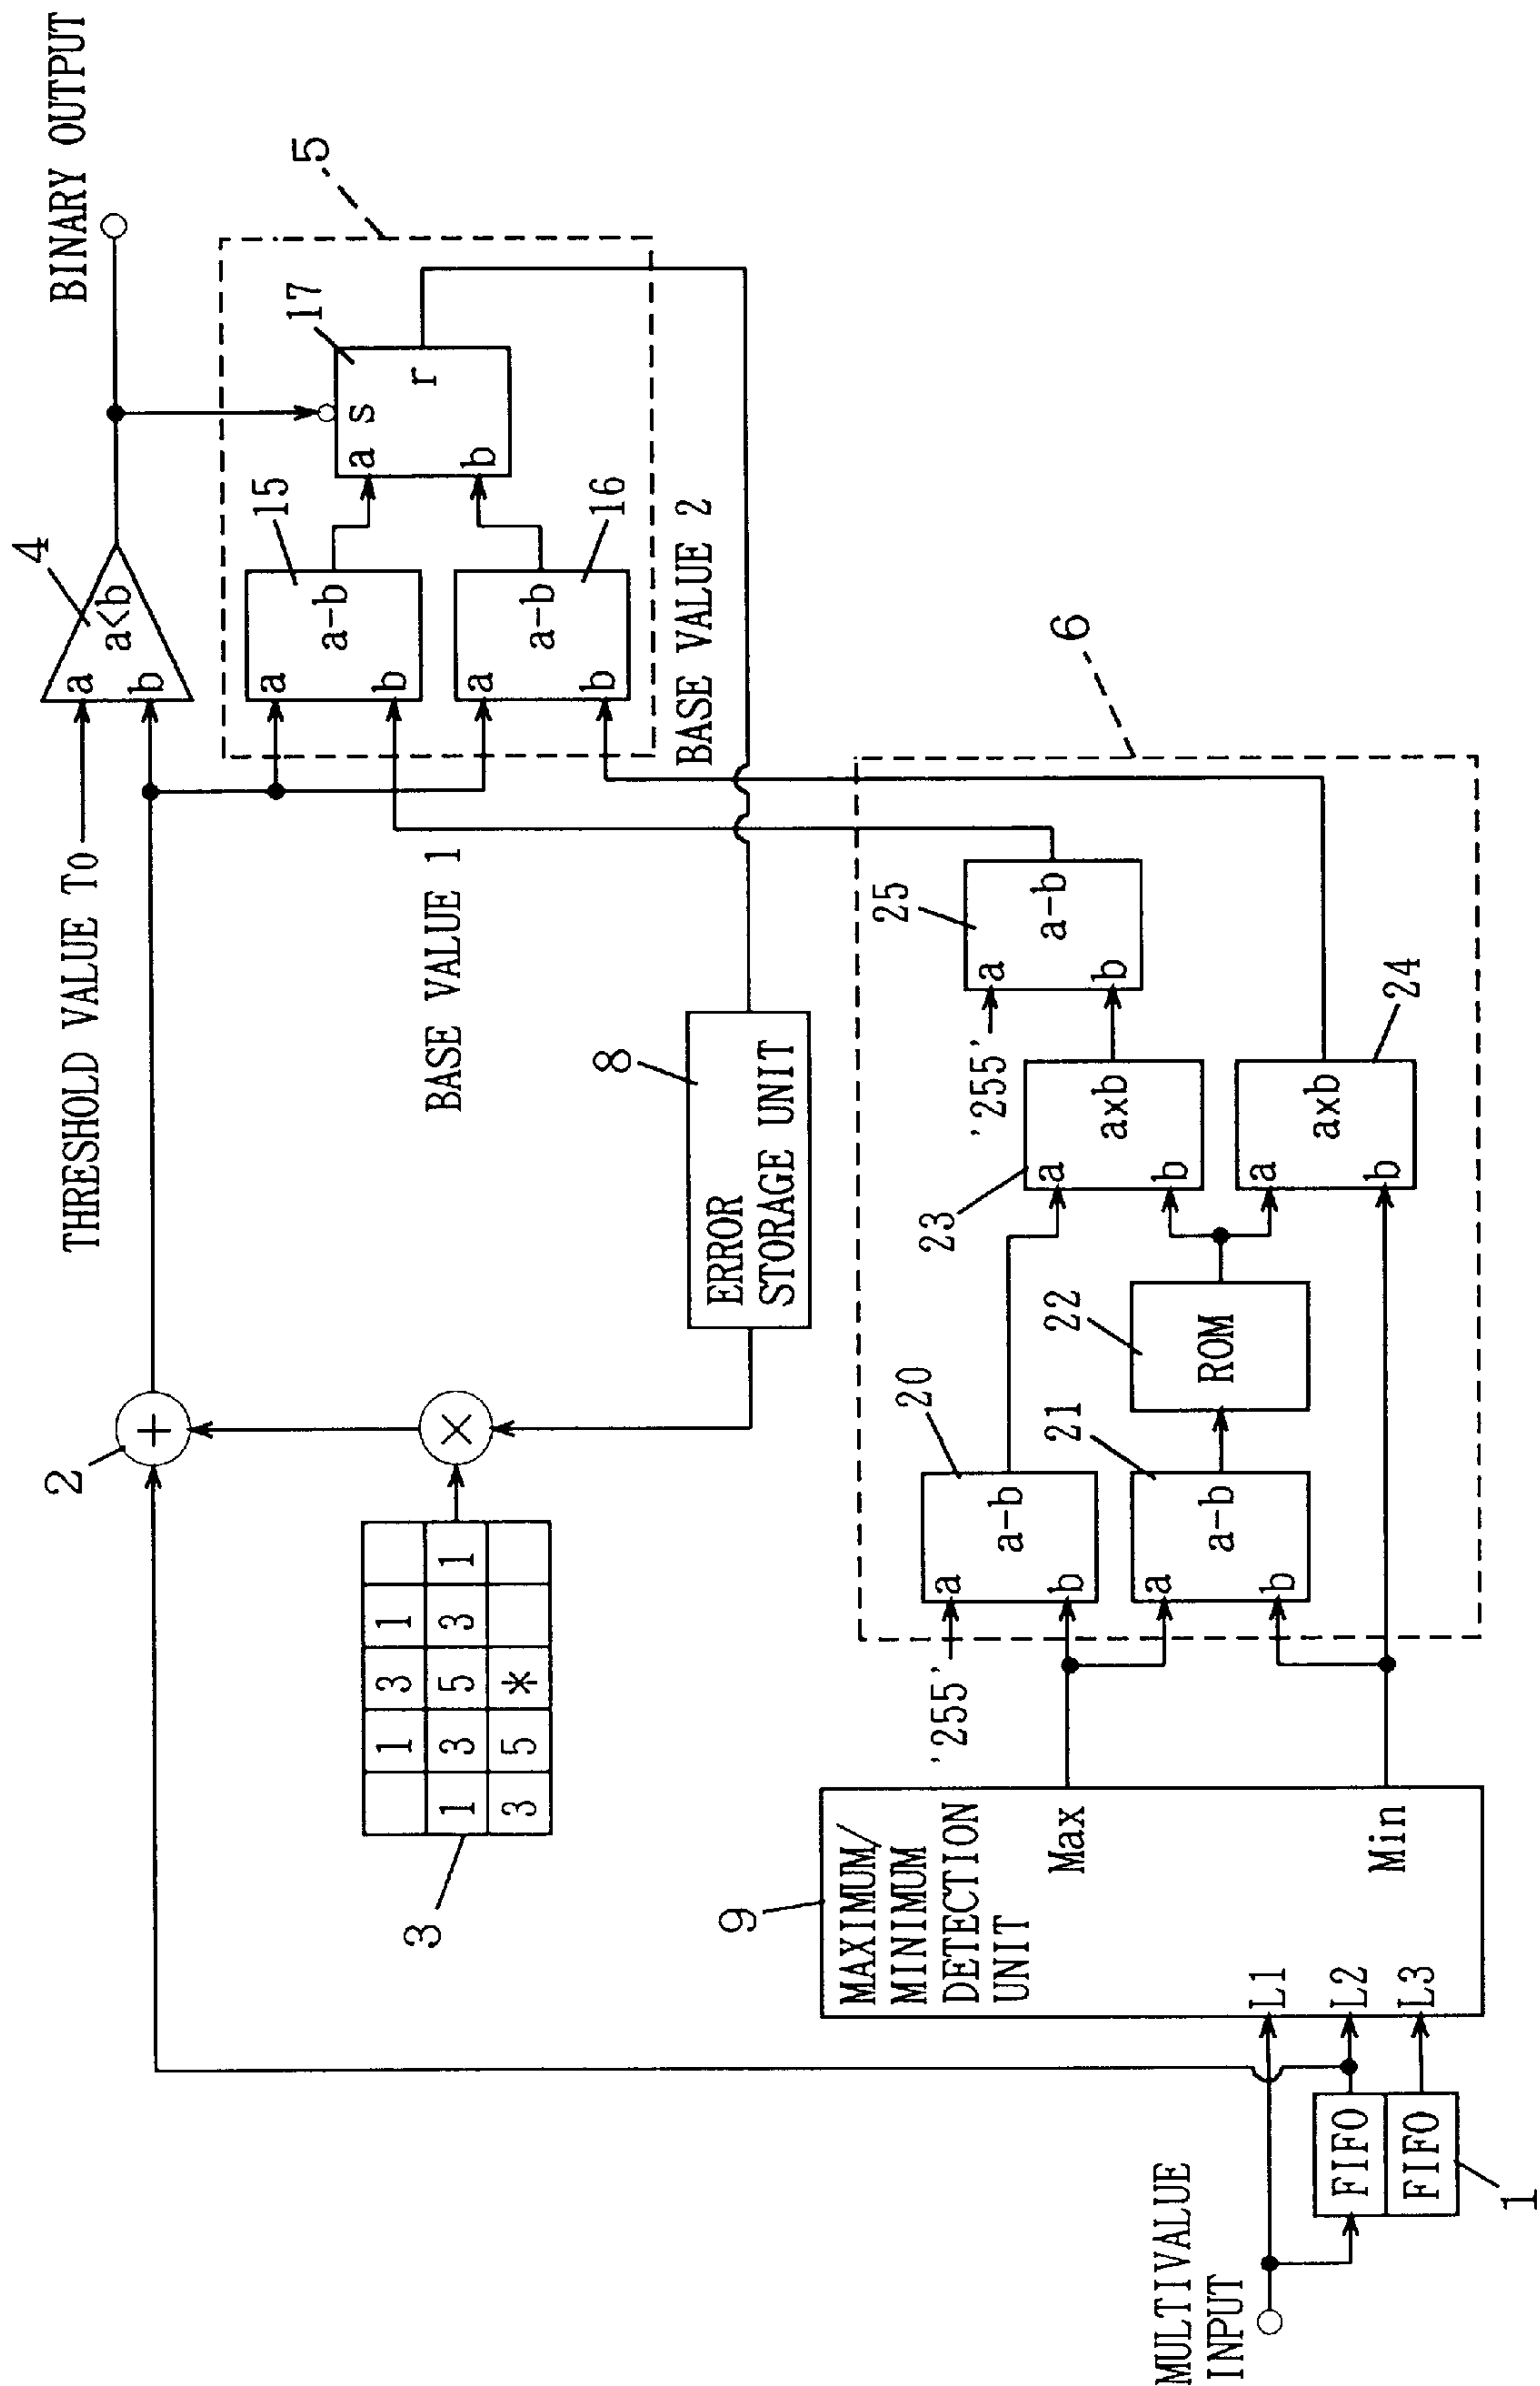 BINARY OUTPUT
4
a
a<b
b
THRESHOLD VALUE To
5
17
a
s
r
b
15
a
a-b
b
16
a
a-b
b
BASE VALUE 1
BASE VALUE 2
2
+
×
3
1 3 1
1 3 5 3 1
3 5 *
8
ERROR
STORAGE UNIT
6
25
'255'
a
a-b
b
23
a
axb
b
24
a
axb
b
22
ROM
20
'255'
a
a-b
b
21
a
a-b
b
9
MAXIMUM/
MINIMUM
DETECTION
UNIT
Max
Min
L1
L2
L3
MULTIVALUE
INPUT
FIFO
FIFO
1